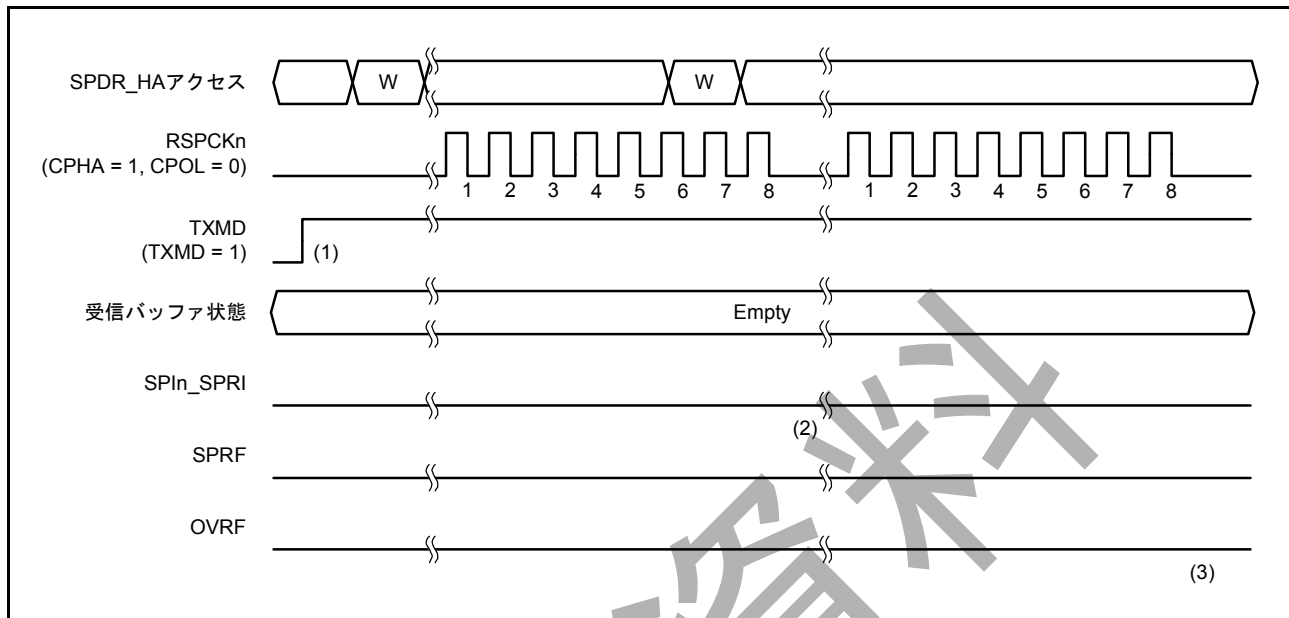 SPDR_HAアクセス
W
W
RSPCKn
(CPHA = 1, CPOL = 0)
1 2 3 4 5 6 7 8
1 2 3 4 5 6 7 8
TXMD
(TXMD = 1)
(1)
受信バッファ状態
Empty
SPIn_SPRI
(2)
SPRF
OVRF
(3)
資料